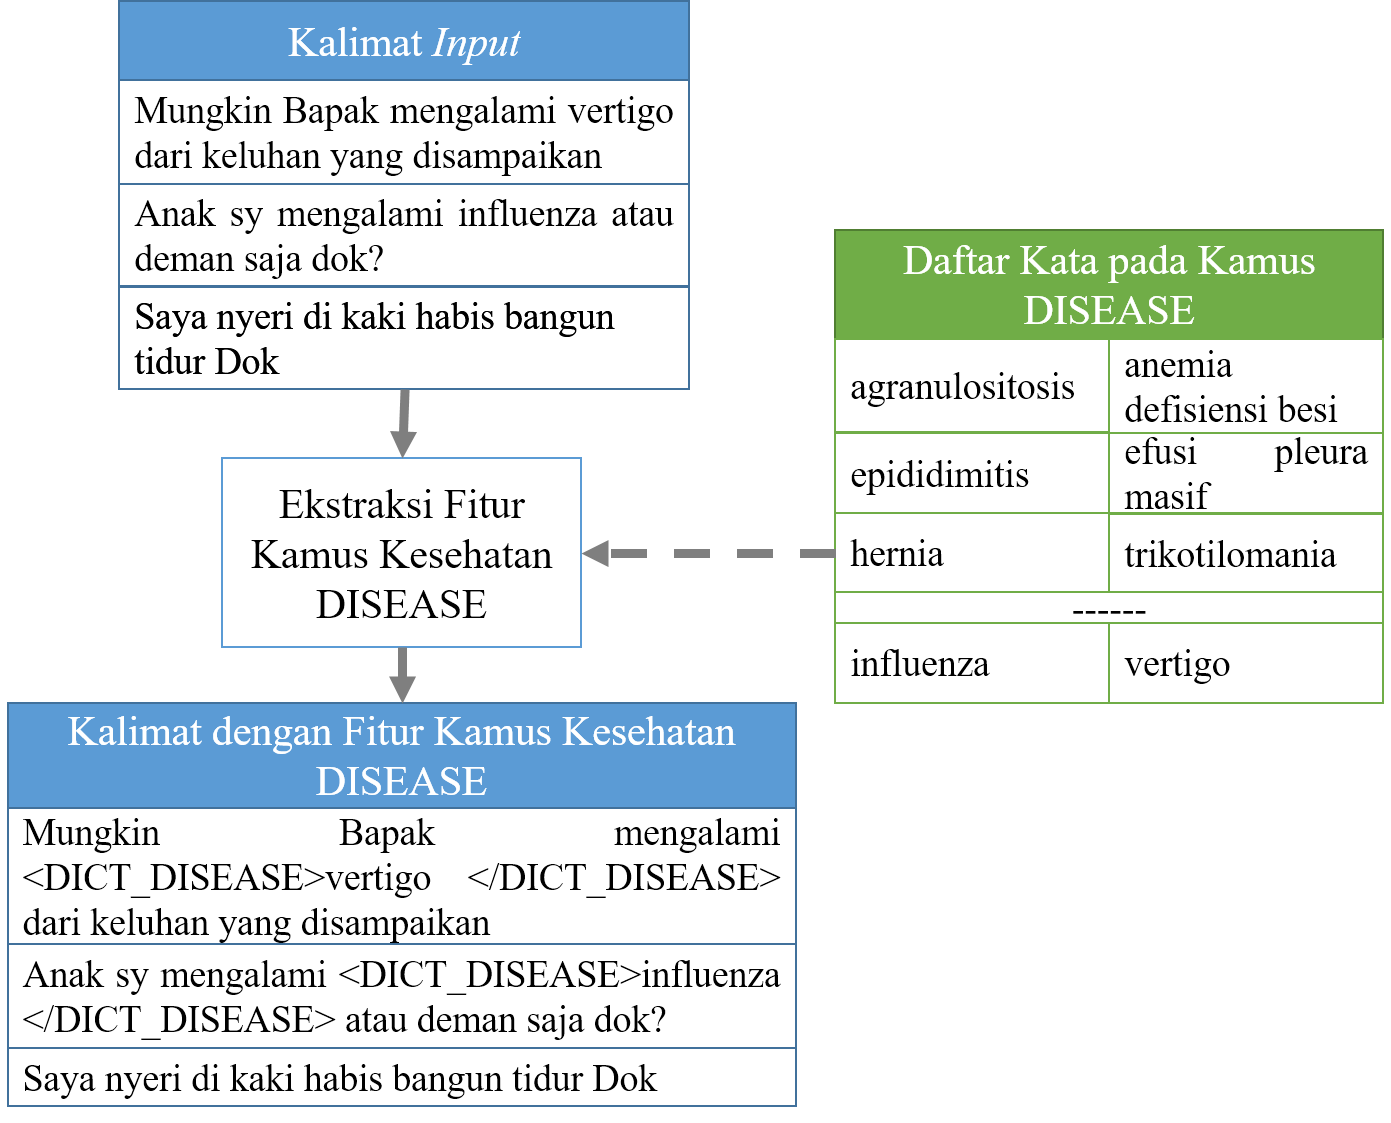 Kalimat Input
Mungkin Bapak mengalami vertigo
dari keluhan yang disampaikan
Anak sy mengalami influenza atau
deman saja dok?
Saya nyeri di kaki habis bangun
tidur Dok
Ekstraksi Fitur
Kamus Kesehatan
DISEASE
Daftar Kata pada Kamus
DISEASE
agranulositosis
anemia
defisiensi besi
epididimitis
efusi pleura
masif
hernia
trikotilomania
------
influenza
vertigo
Kalimat dengan Fitur Kamus Kesehatan
DISEASE
Mungkin Bapak mengalami
<DICT_DISEASE>vertigo </DICT_DISEASE>
dari keluhan yang disampaikan
Anak sy mengalami <DICT_DISEASE>influenza
</DICT_DISEASE> atau deman saja dok?
Saya nyeri di kaki habis bangun tidur Dok